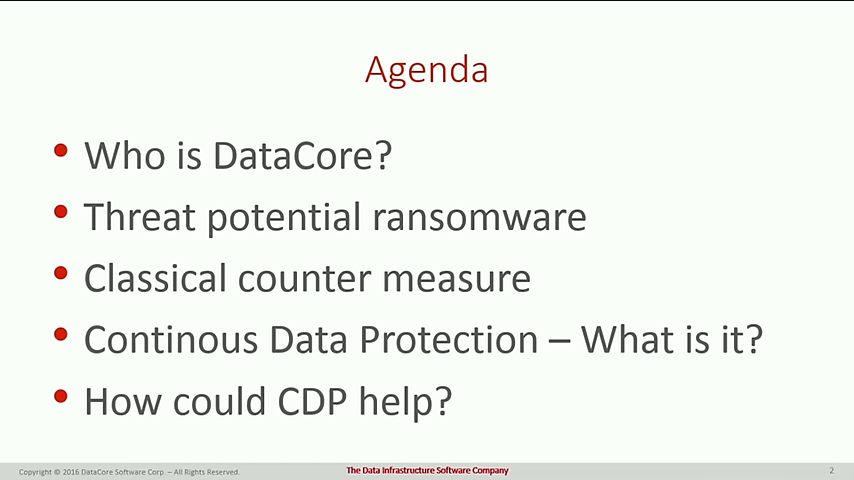 Agenda
• Who is DataCore?
• Threat potential ransomware
• Classical counter measure
• Continous Data Protection – What is it?
• How could CDP help?
Copyright © 2016 DataCore Software Corp. – All Rights Reserved.
The Data Infrastructure Software Company
2